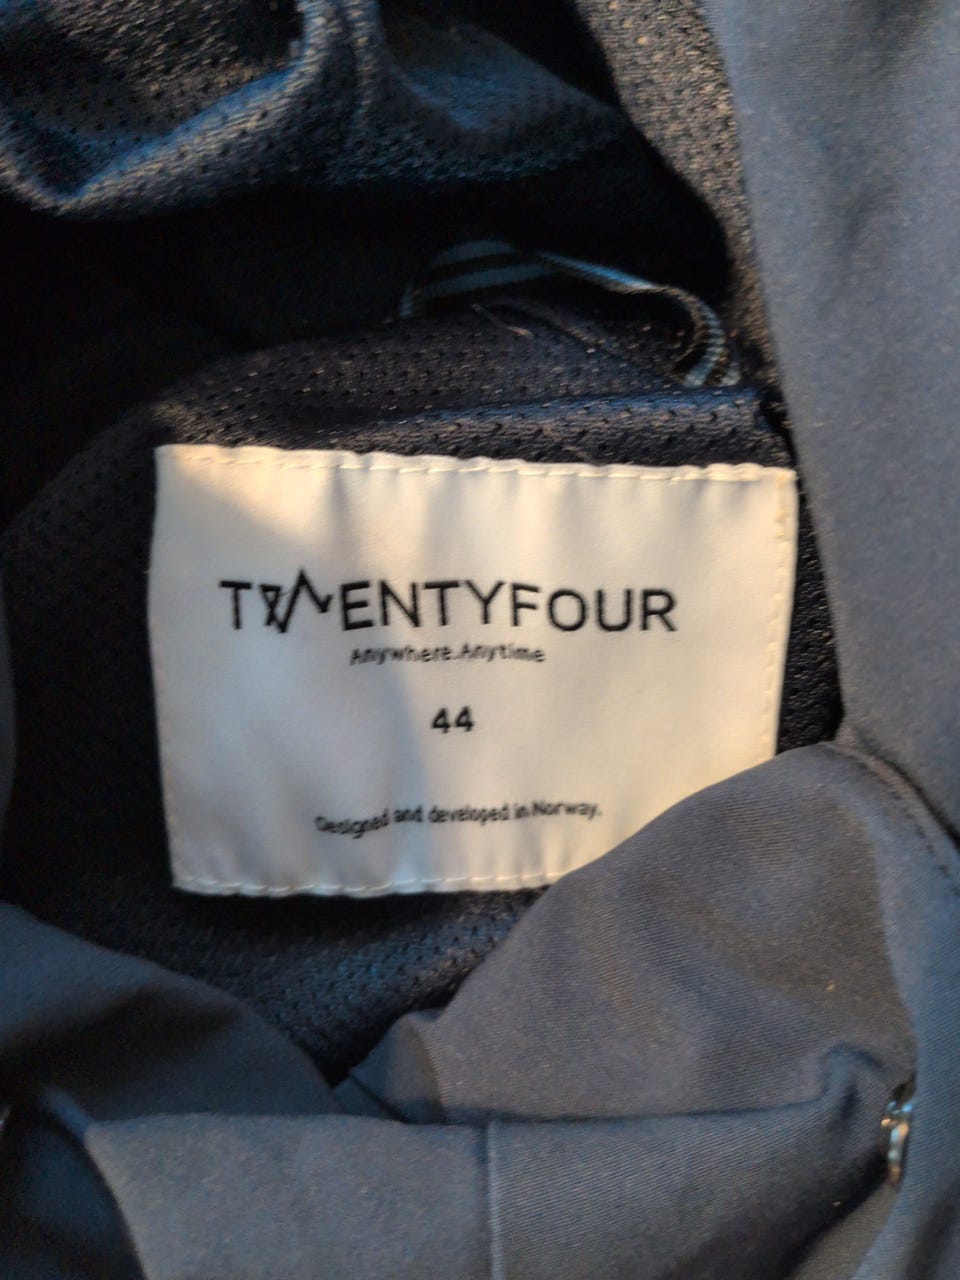 TWENTYFOUR
Anywhere.Anytime
44
Designed and developed in Norway.